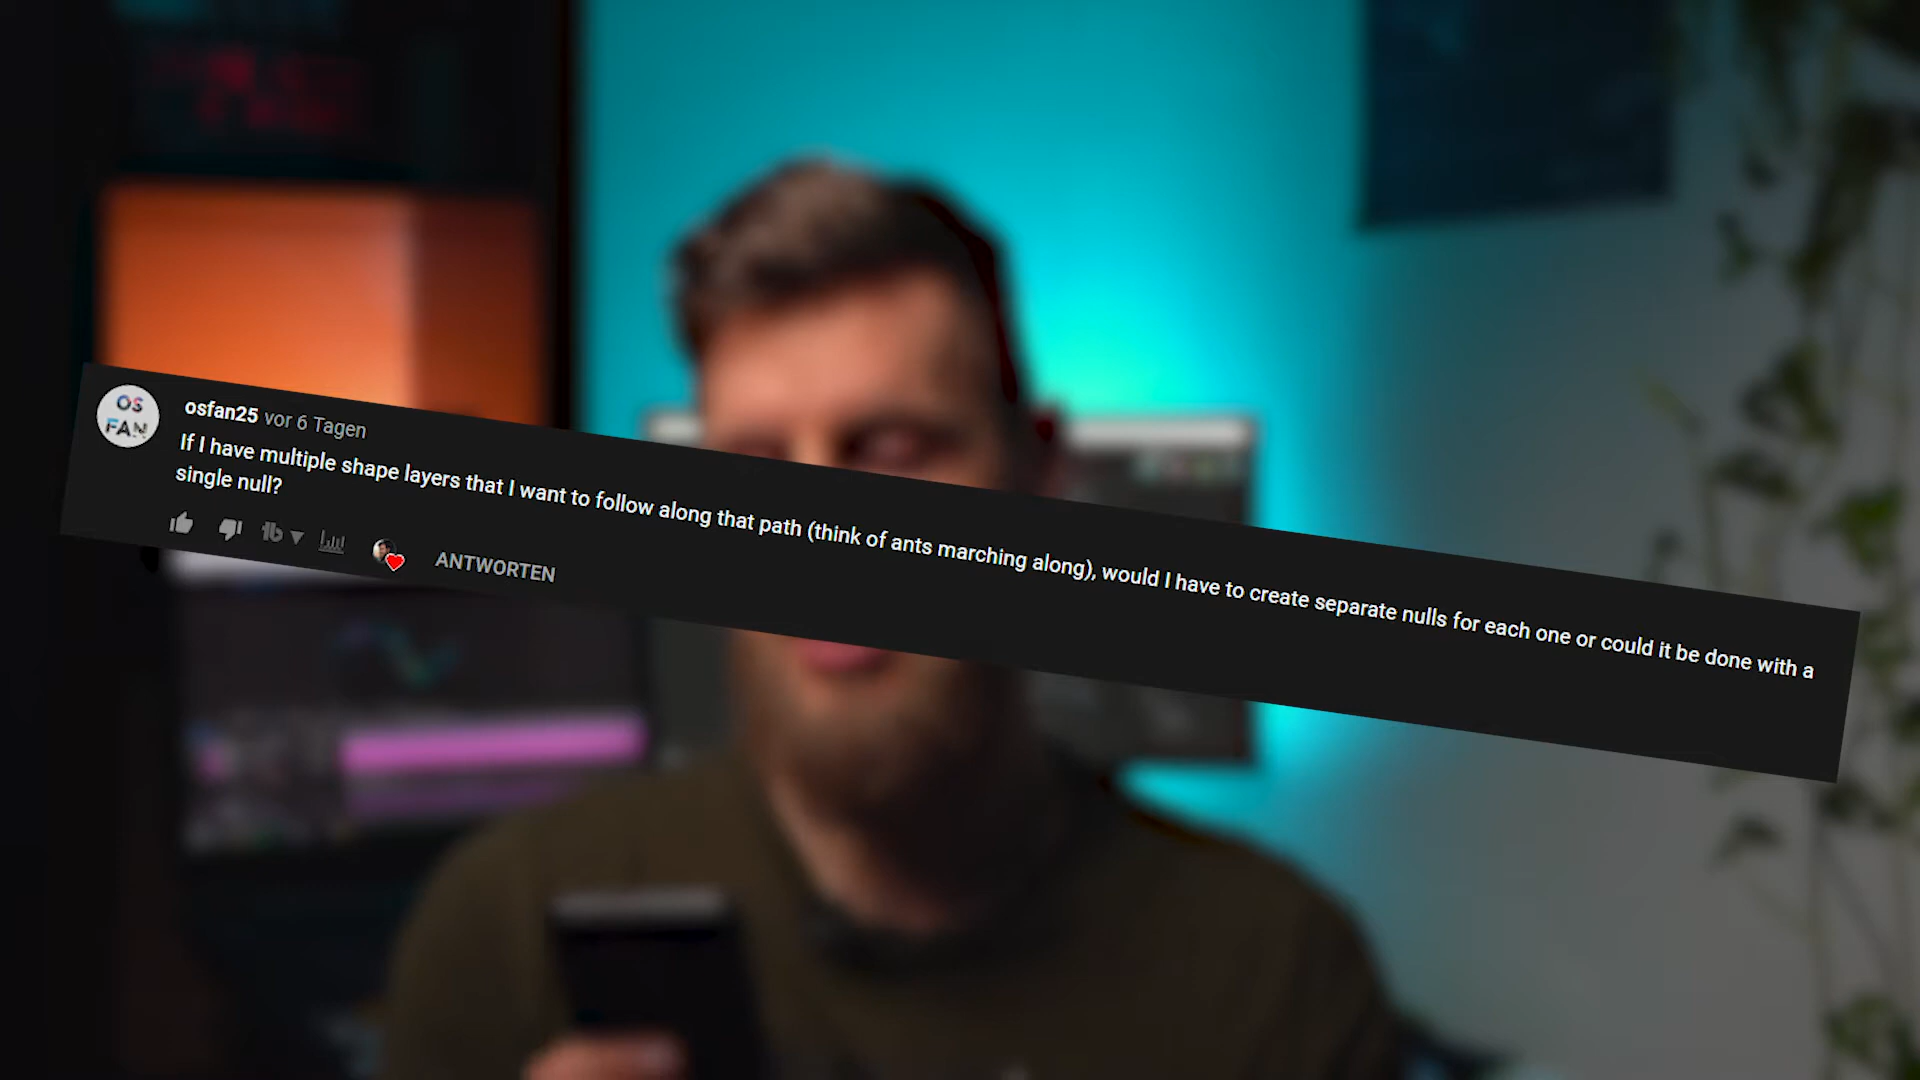 OS
FAN
osfan25 vor 6 Tagen
If I have multiple shape layers that I want to follow along that path (think of ants marching along), would I have to create separate nulls for each one or could it be done with a
single null?
ANTWORTEN